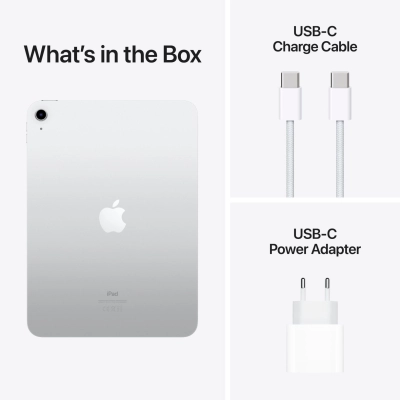 What's in the Box
iPad
USB-C
Charge Cable
USB-C
Power Adapter